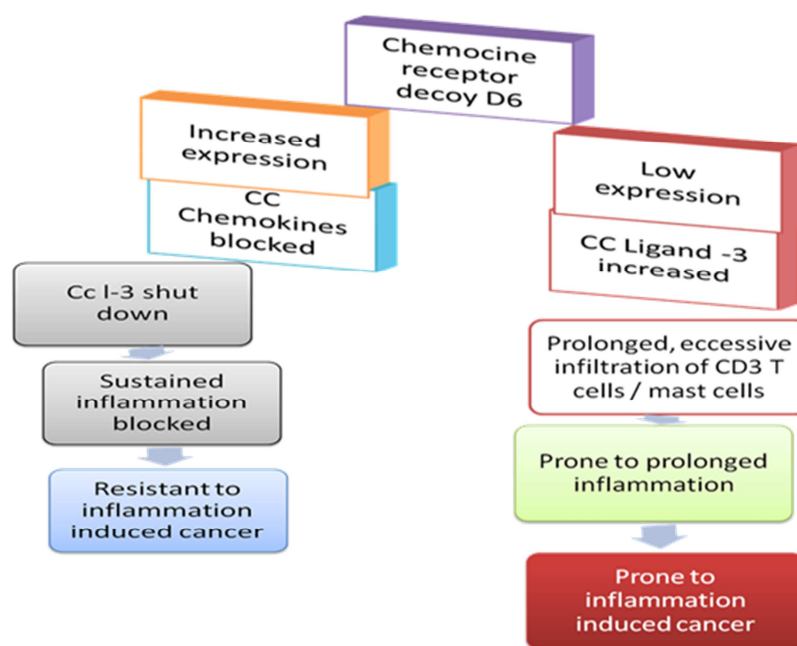 Chemocine
receptor
decoy D6
Increased
expression
CC
Chemokines
blocked
Cc l-3 shut
down
Sustained
inflammation
blocked
Resistant to
inflammation
induced cancer
Low
expression
CC Ligand -3
increased
Prolonged, eccessive
infiltration of CD3 T
cells / mast cells
Prone to prolonged
inflammation
Prone to
inflammation
induced cancer